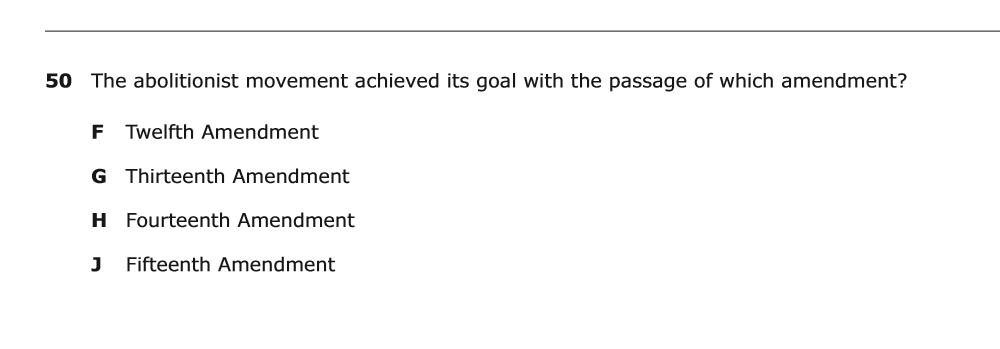 50 The abolitionist movement achieved its goal with the passage of which amendment?
F Twelfth Amendment
G Thirteenth Amendment
H Fourteenth Amendment
J Fifteenth Amendment